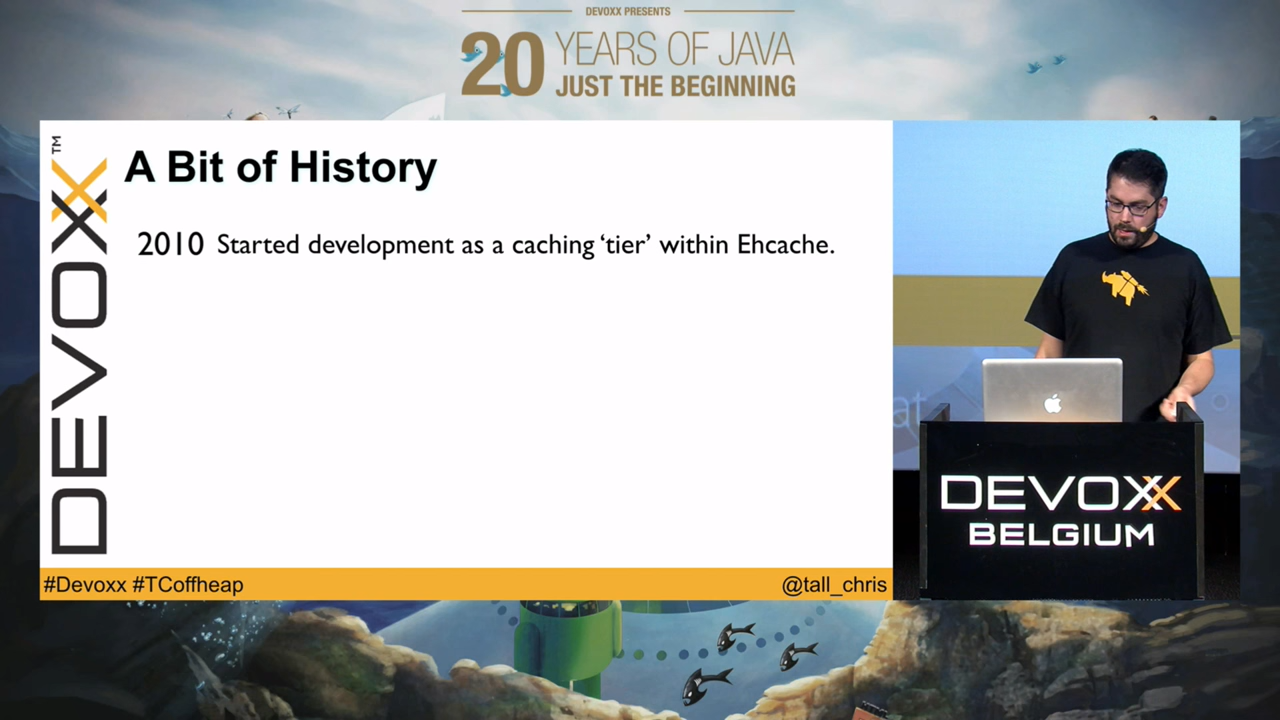 DEVOXX PRESENTS
20 YEARS OF JAVA
JUST THE BEGINNING
DEVOXX™
A Bit of History
2010 Started development as a caching ‘tier’ within Ehcache.
#Devoxx #TCoffheap
@tall_chris
DEVOXX
BELGIUM